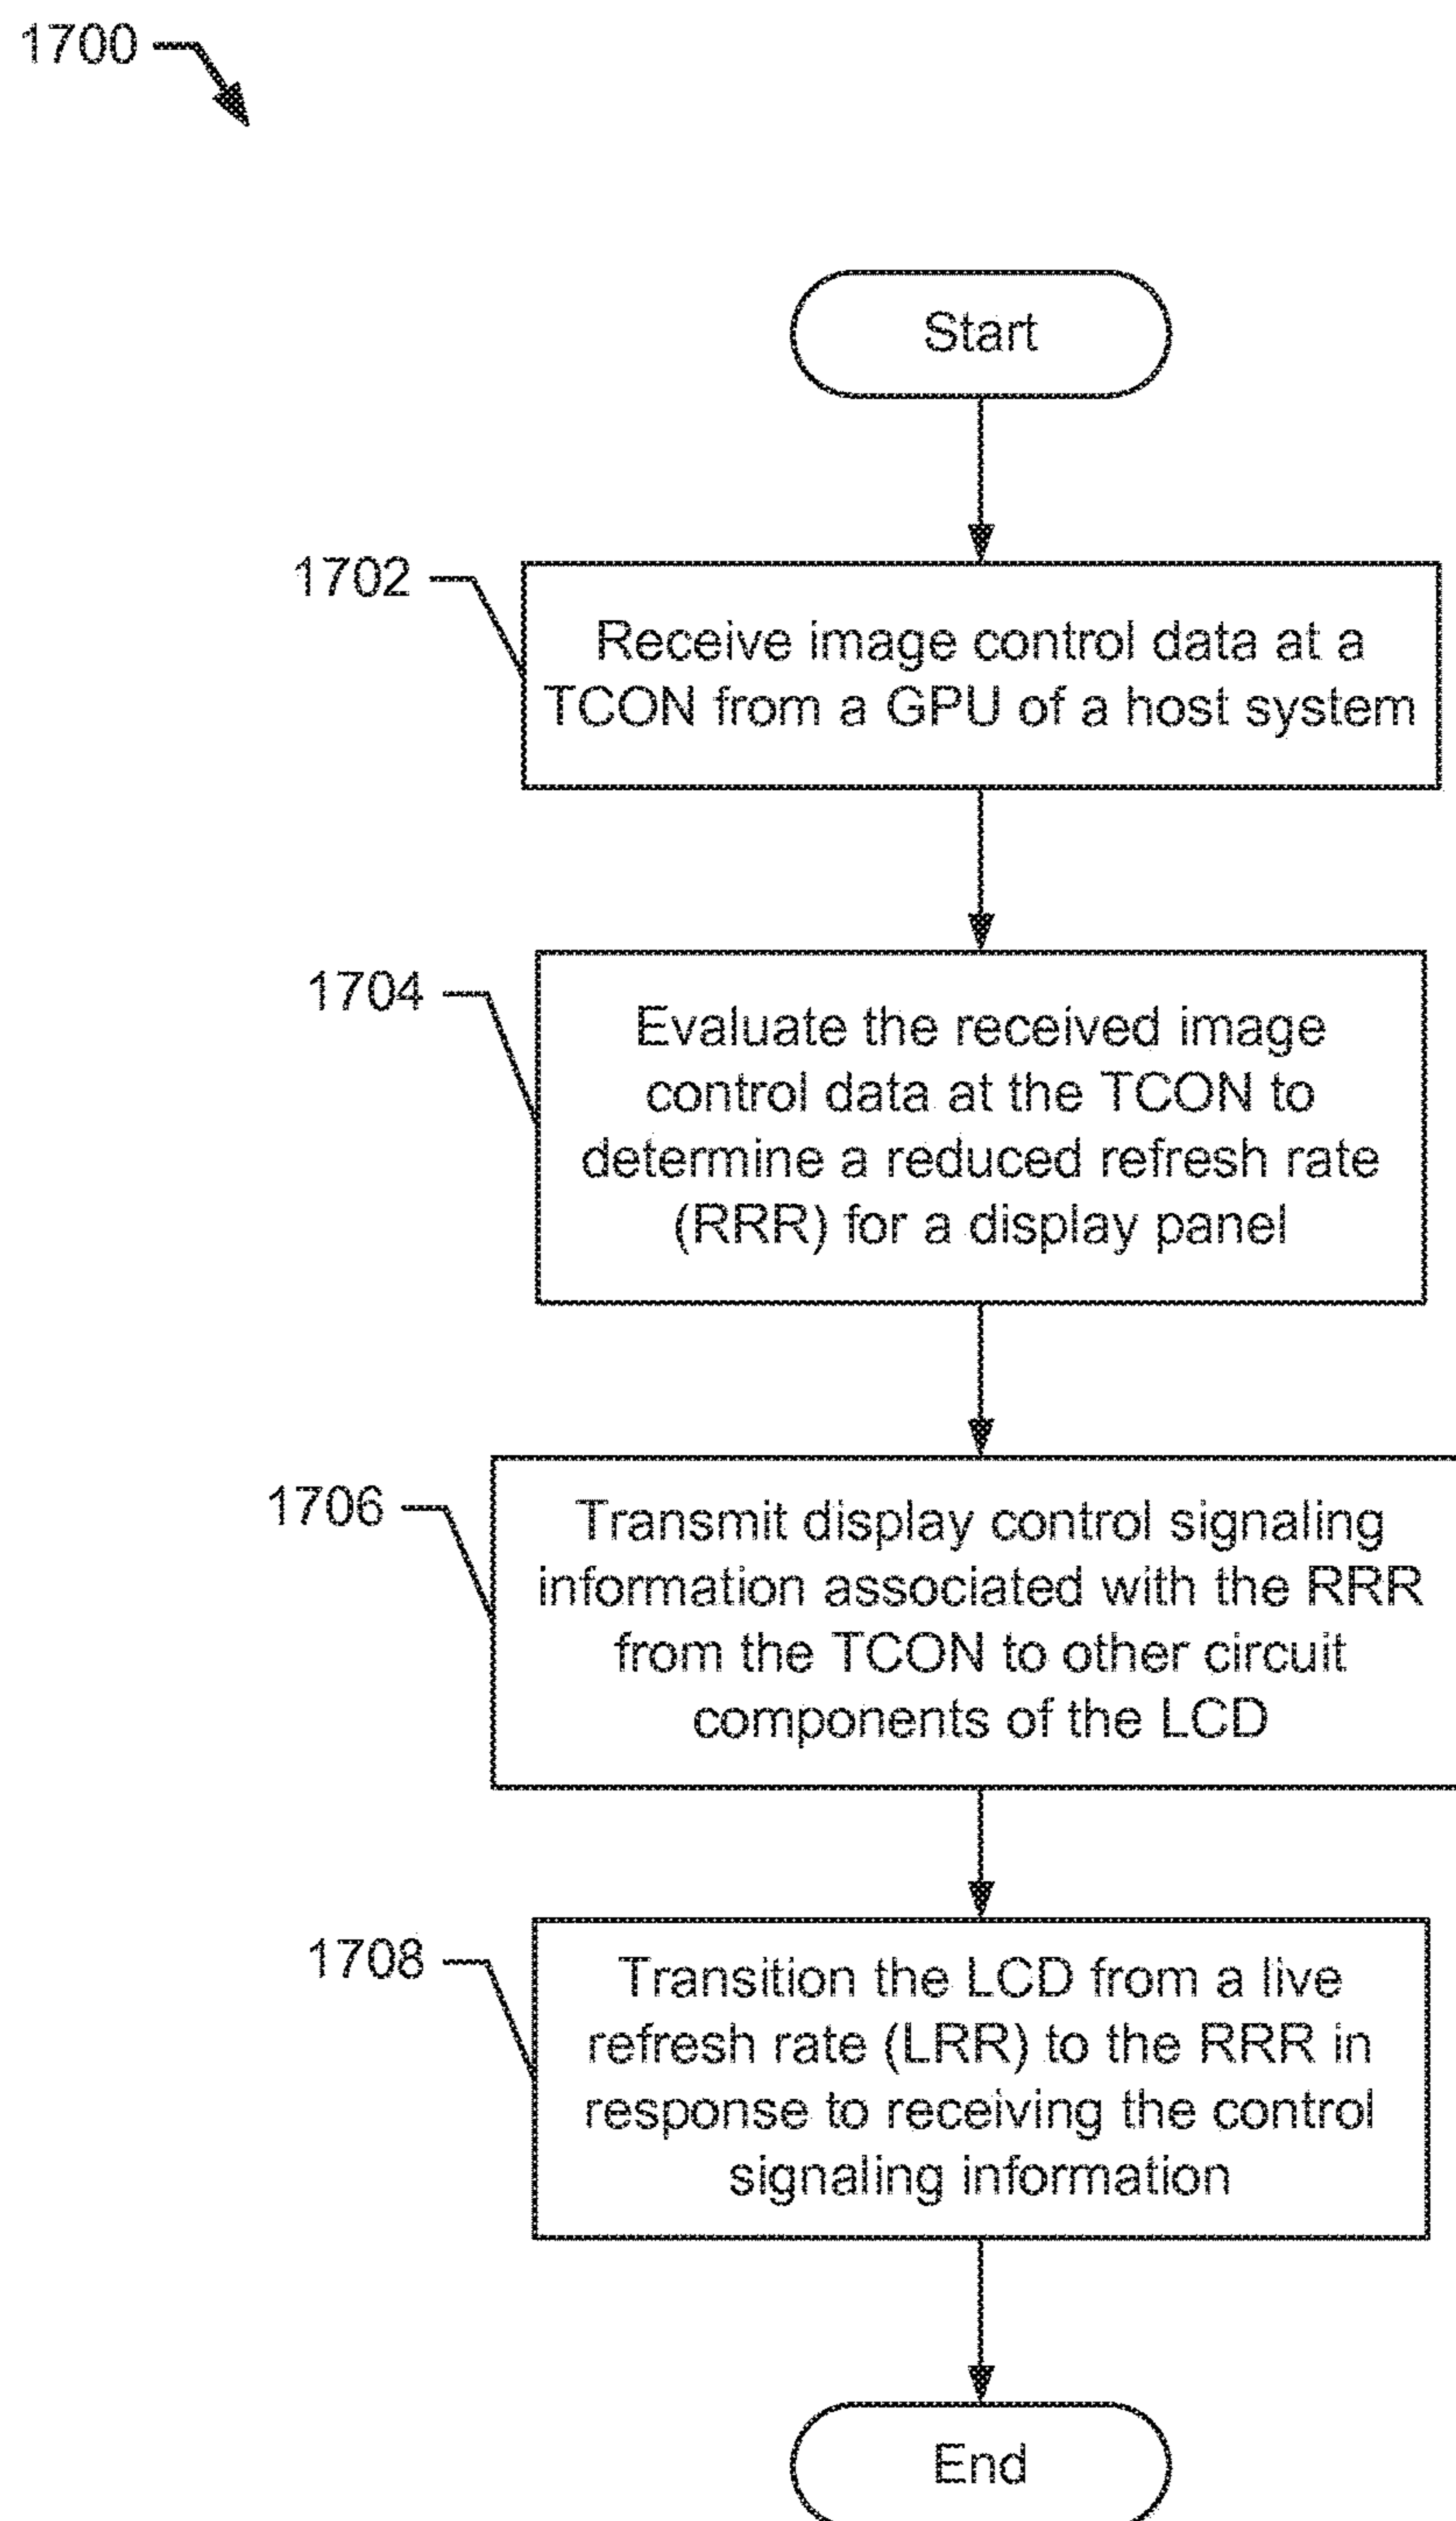 1700
Start
1702
Receive image control data at a
TCON from a GPU of a host system
1704
Evaluate the received image
control data at the TCON to
determine a reduced refresh rate
(RRR) for a display panel
1706
Transmit display control signaling
information associated with the RRR
from the TCON to other circuit
components of the LCD
1708
Transition the LCD from a live
refresh rate (LRR) to the RRR in
response to receiving the control
signaling information
End